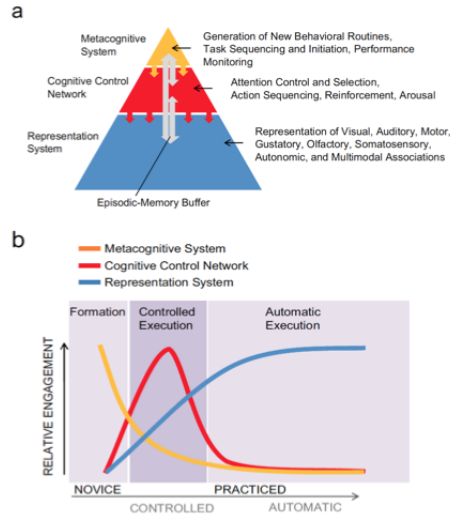 a
Metacognitive
System
Generation of New Behavioral Routines,
Task Sequencing and Initiation, Performance
Monitoring
Cognitive Control
Network
Attention Control and Selection,
Action Sequencing, Reinforcement, Arousal
Representation
System
Representation of Visual, Auditory, Motor,
Gustatory, Olfactory, Somatosensory,
Autonomic, and Multimodal Associations
Episodic-Memory Buffer
b
Metacognitive System
Cognitive Control Network
Representation System
Formation
Controlled
Execution
Automatic
Execution
RELATIVE ENGAGEMENT
NOVICE
PRACTICED
CONTROLLED
AUTOMATIC